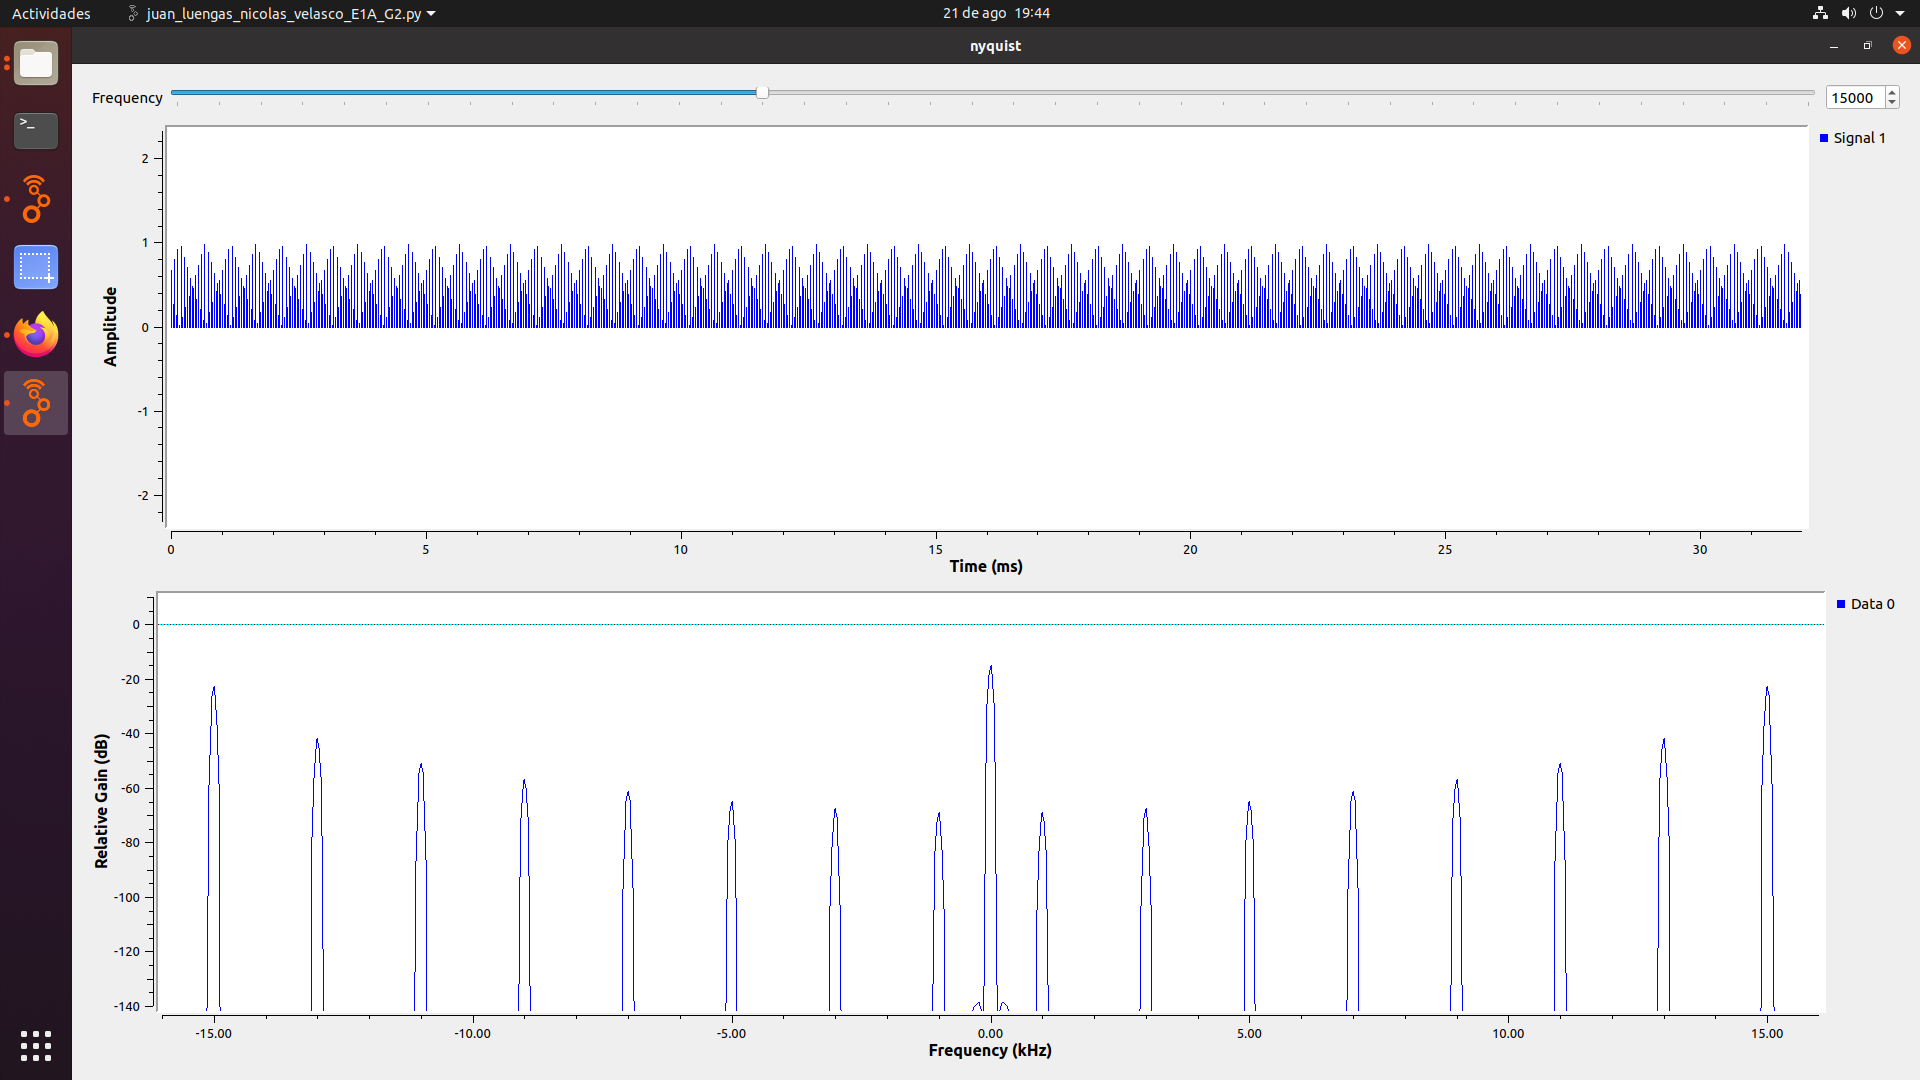 Actividades juan_luengas_nicolas_velasco_E1A_G2.py 21 de ago 19:44
nyquist
Frequency 15000
Signal 1
2
1
0
-1
-2
Amplitude
0 5 10 15 20 25 30
Time (ms)
Data 0
0
-20
-40
-60
-80
-100
-120
-140
Relative Gain (dB)
-15.00 -10.00 -5.00 0.00 5.00 10.00 15.00
Frequency (kHz)